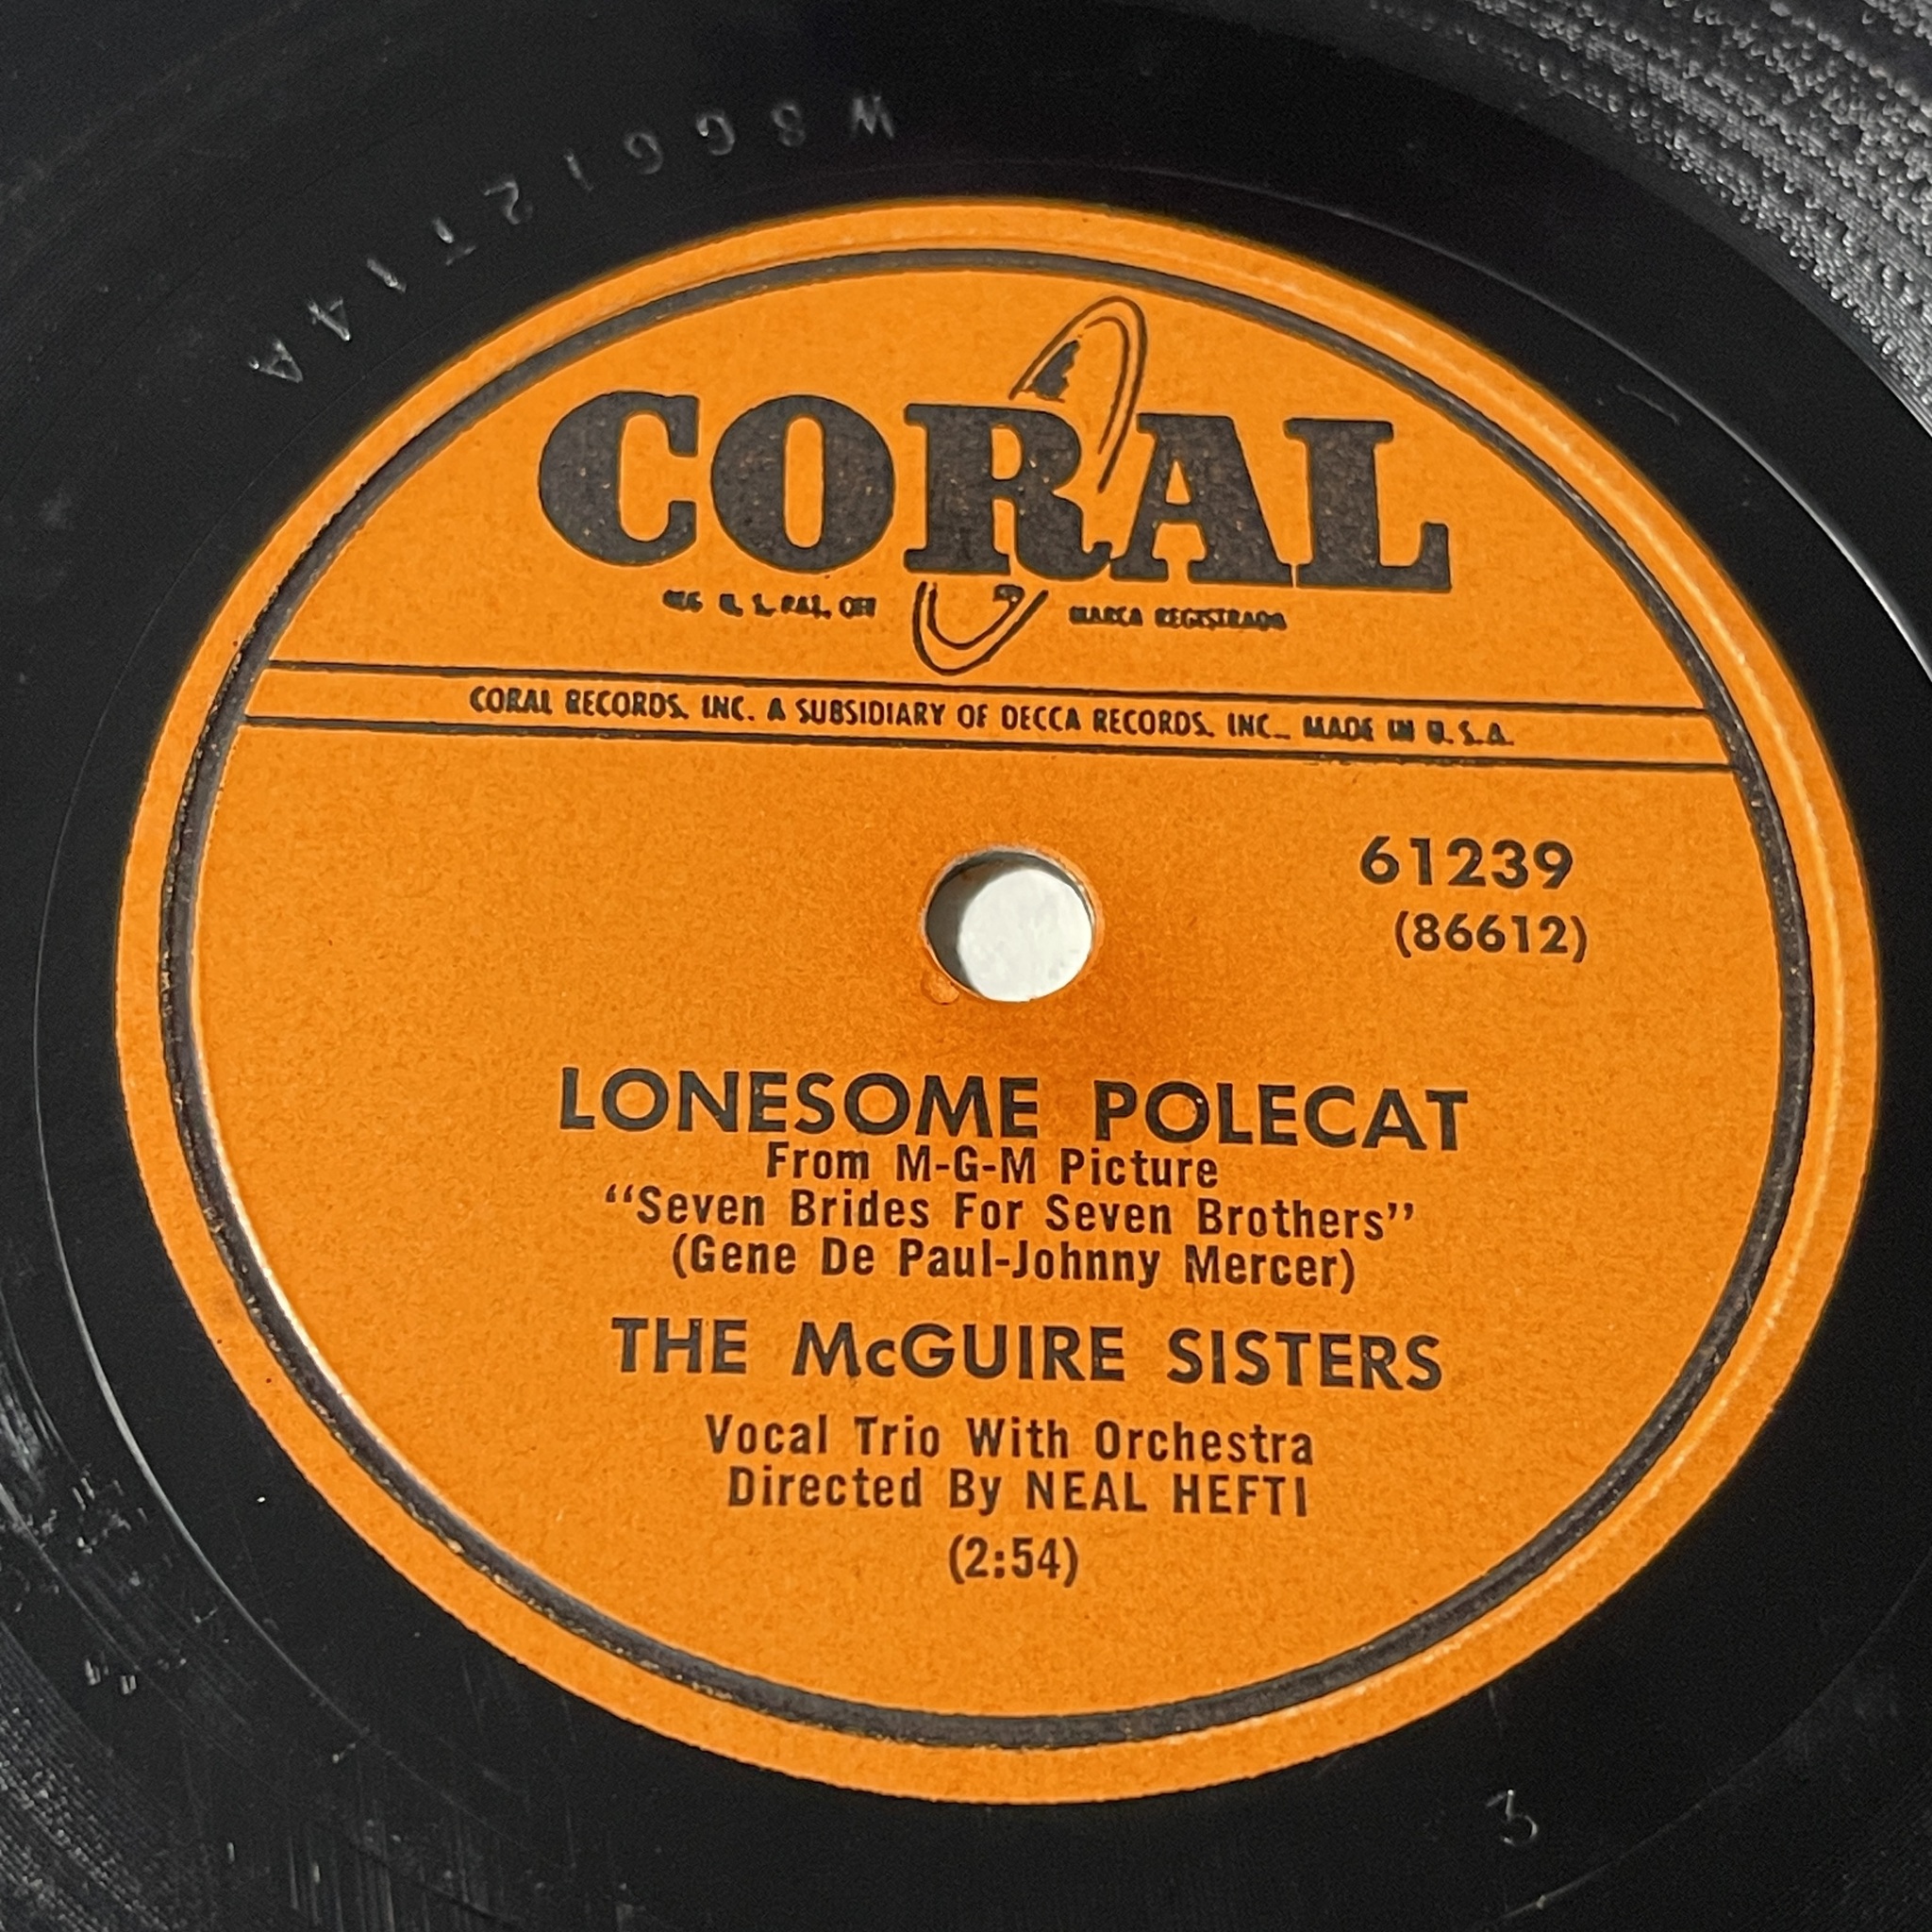 W86612T1AA
CORAL
REG. U. S. PAT. OFF. MARCA REGISTRADA
CORAL RECORDS, INC. A SUBSIDIARY OF DECCA RECORDS, INC., MADE IN U.S.A.
61239
(86612)
LONESOME POLECAT
From M-G-M Picture
“Seven Brides For Seven Brothers”
(Gene De Paul-Johnny Mercer)
THE McGUIRE SISTERS
Vocal Trio With Orchestra
Directed By NEAL HEFTI
(2:54)
3